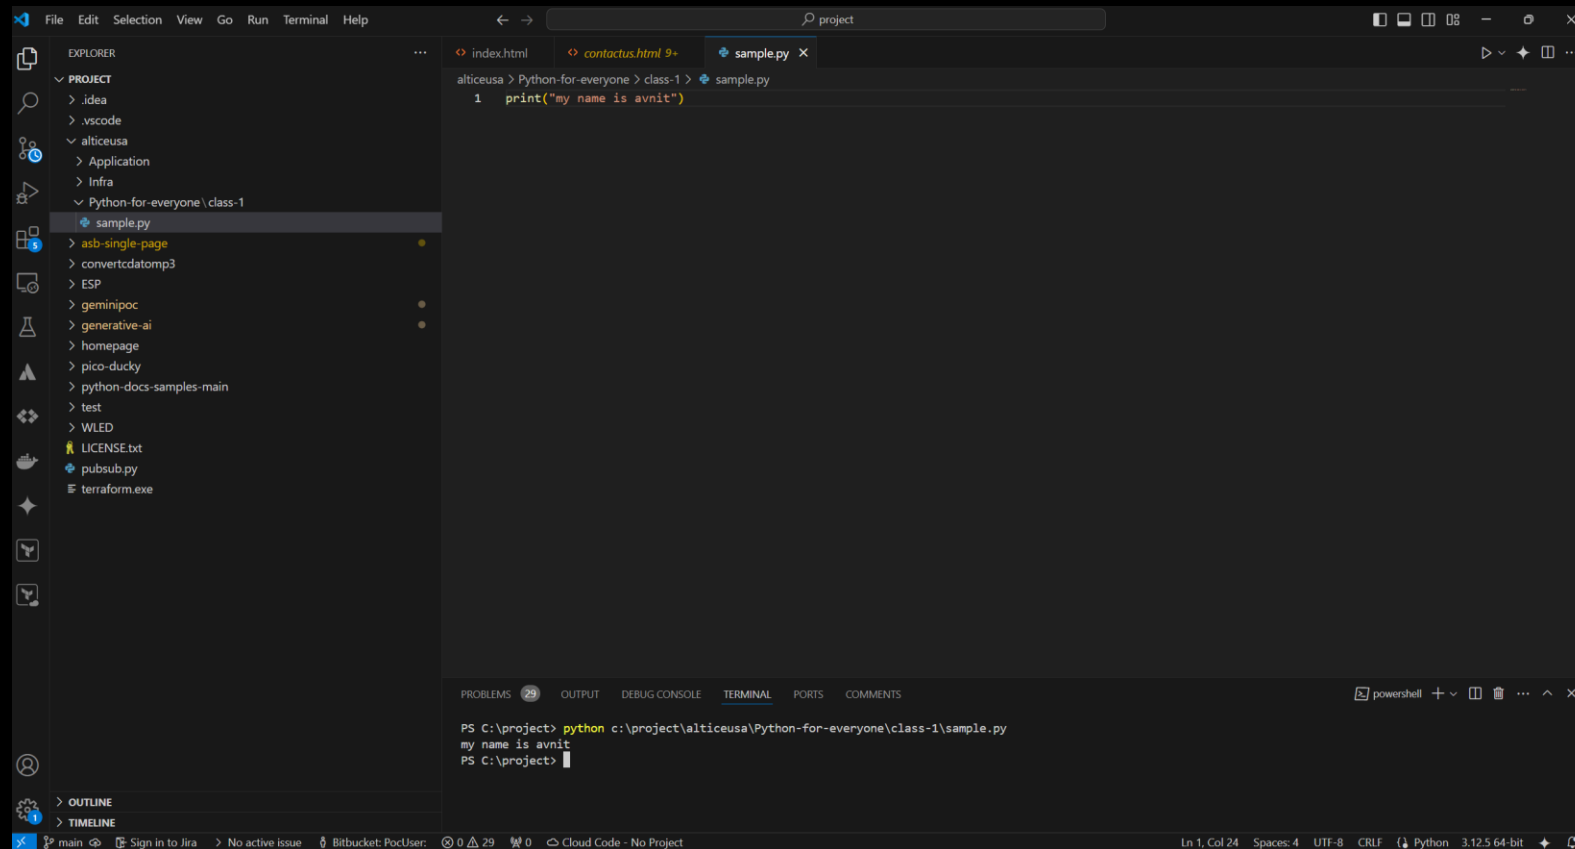 File Edit Selection View Go Run Terminal Help
project
EXPLORER
PROJECT
.idea
.vscode
alticeusa
Application
Infra
Python-for-everyone\class-1
sample.py
asb-single-page
convertcdatomp3
ESP
geminipoc
generative-ai
homepage
pico-ducky
python-docs-samples-main
test
WLED
LICENSE.txt
pubsub.py
terraform.exe
OUTLINE
TIMELINE
5
1
index.html contactus.html 9+ sample.py
alticeusa > Python-for-everyone > class-1 > sample.py
1 print("my name is avnit")
PROBLEMS 29 OUTPUT DEBUG CONSOLE TERMINAL PORTS COMMENTS
powershell
PS C:\project> python c:\project\alticeusa\Python-for-everyone\class-1\sample.py
my name is avnit
PS C:\project>
main Sign in to Jira > No active issue Bitbucket: PocUser: 0 29 0 Cloud Code - No Project Ln 1, Col 24 Spaces: 4 UTF-8 CRLF Python 3.12.5 64-bit